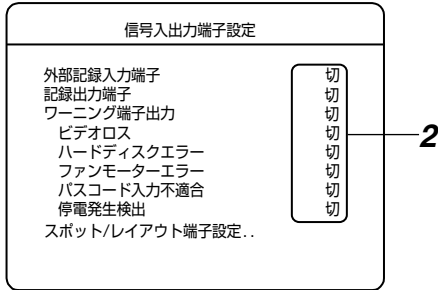 信号入出力端子設定
外部記録入力端子 切
記録出力端子 切
ワーニング端子出力 切
ビデオロス 切
ハードディスクエラー 切
ファンモーターエラー 切
パスコード入力不適合 切
停電発生検出 切
スポット/レイアウト端子設定..
2